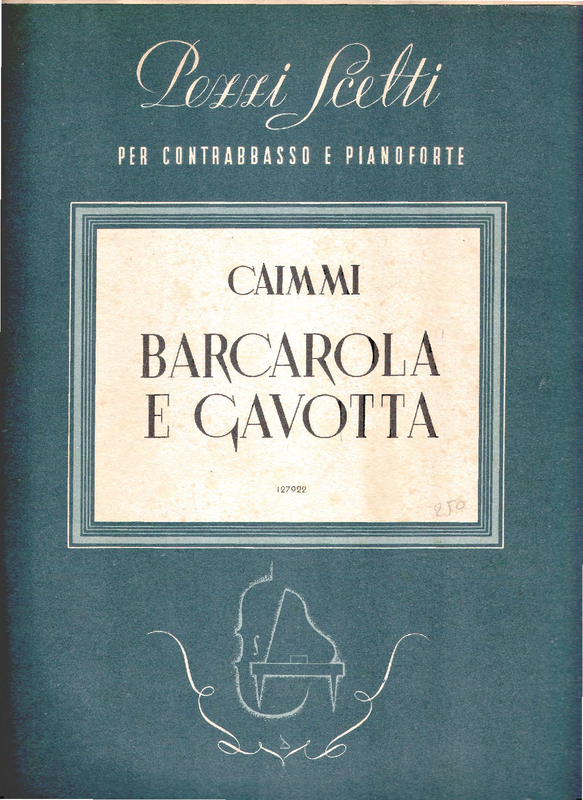 Pezzi Scelti
PER CONTRABBASSO E PIANOFORTE
CAIMMI
BARCAROLA
E GAVOTTA
127922
250